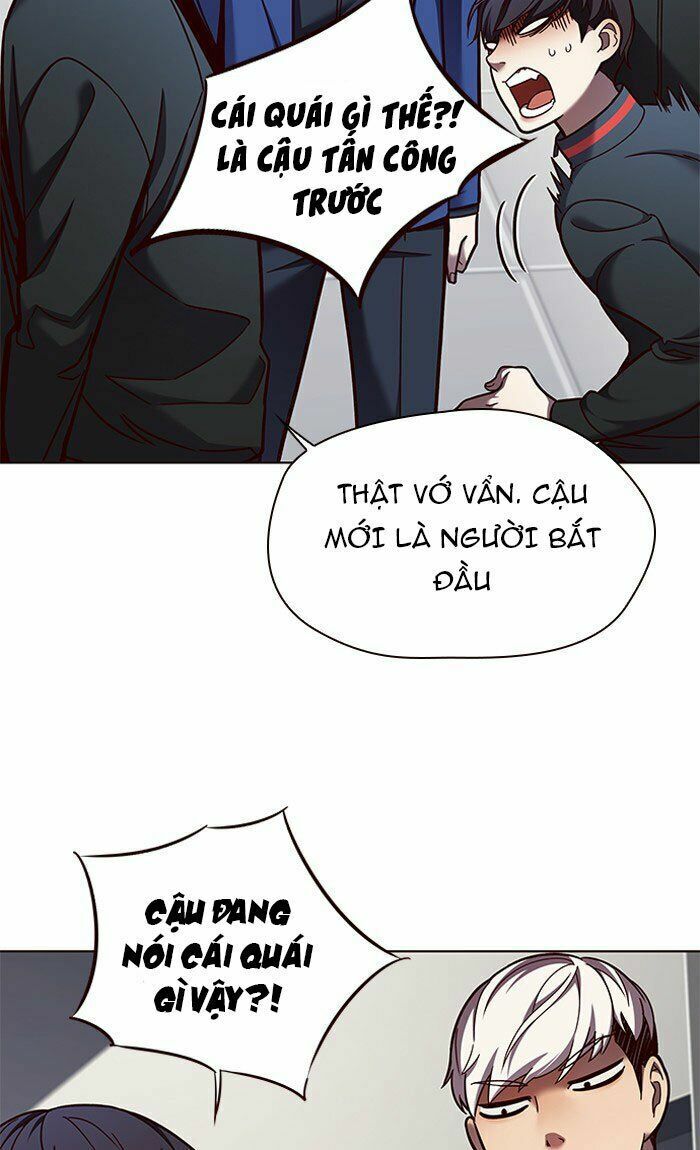 CÁI QUÁI GÌ THẾ?!
LÀ CẬU TẤN CÔNG
TRƯỚC
THẬT VỚ VẨN. CẬU
MỚI LÀ NGƯỜI BẮT
ĐẦU
CẬU ĐANG
NÓI CÁI QUÁI
GÌ VẬY?!